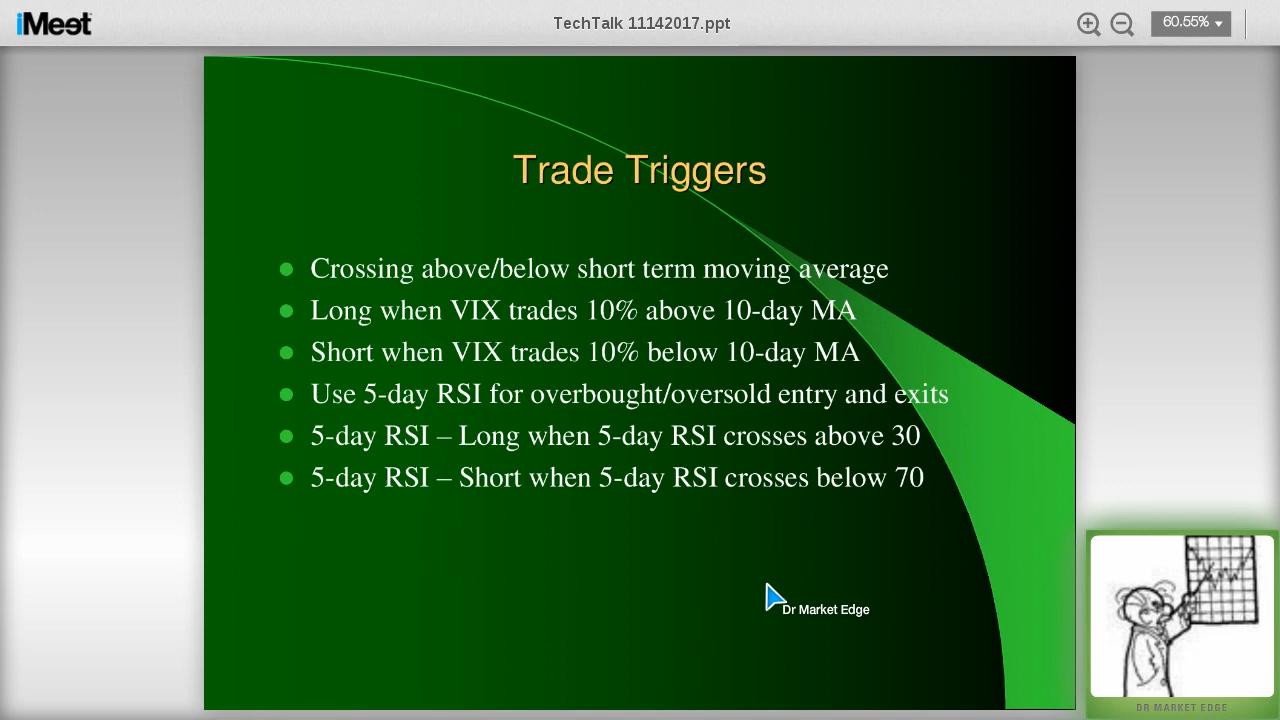 iMeet
TechTalk 11142017.ppt
60.55%
Trade Triggers
Crossing above/below short term moving average
Long when VIX trades 10% above 10-day MA
Short when VIX trades 10% below 10-day MA
Use 5-day RSI for overbought/oversold entry and exits
5-day RSI – Long when 5-day RSI crosses above 30
5-day RSI – Short when 5-day RSI crosses below 70
Dr Market Edge
DR MARKET EDGE